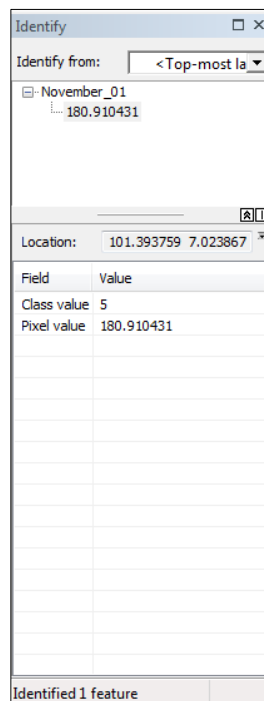 Identify
Identify from: <Top-most la
November_01
180.910431
Location: 101.393759 7.023867
Field Value
Class value 5
Pixel value 180.910431
Identified 1 feature